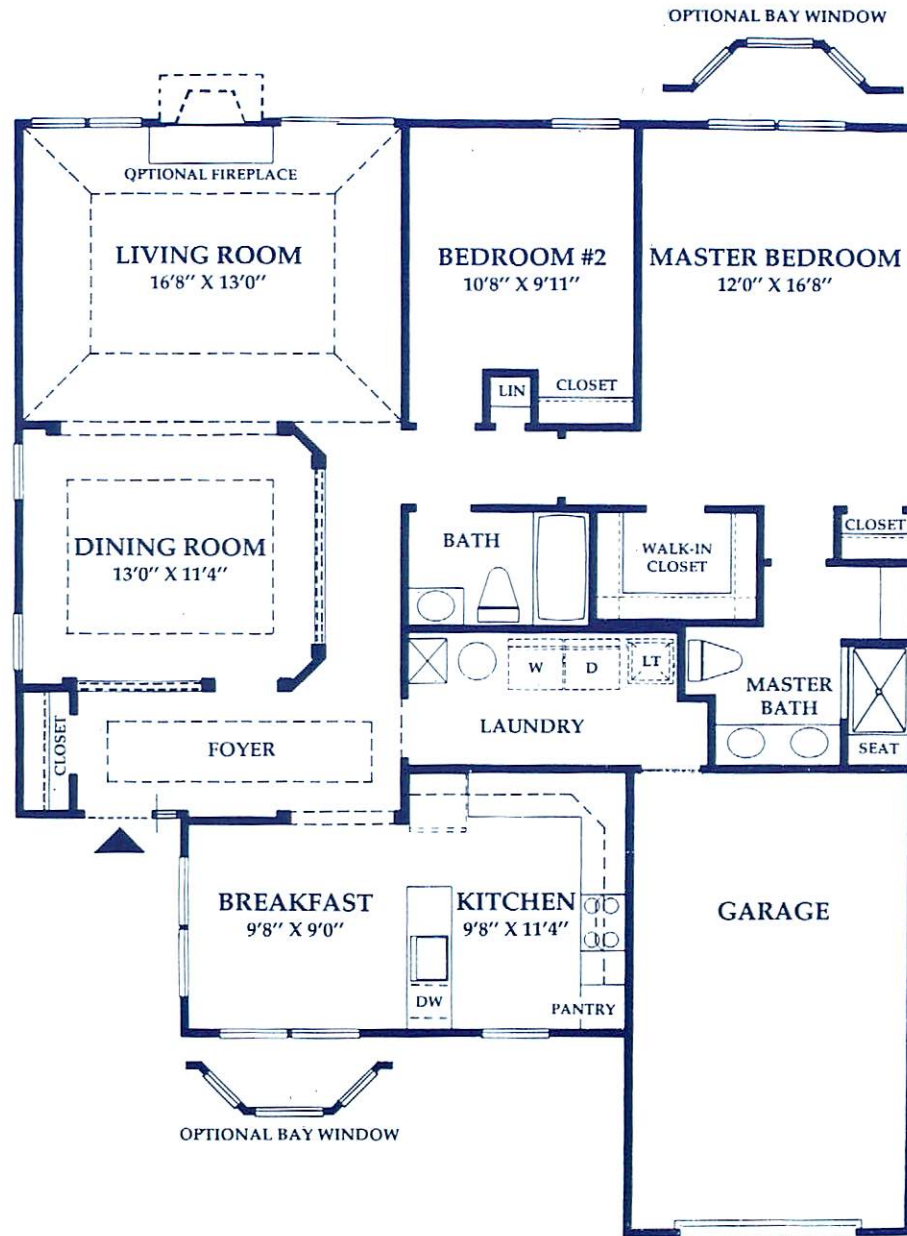 OPTIONAL BAY WINDOW
OPTIONAL FIREPLACE
LIVING ROOM
16'8" X 13'0"
BEDROOM #2
10'8" X 9'11"
MASTER BEDROOM
12'0" X 16'8"
LIN
CLOSET
DINING ROOM
13'0" X 11'4"
BATH
WALK-IN
CLOSET
CLOSET
W
D
LT
LAUNDRY
MASTER
BATH
SEAT
CLOSET
FOYER
BREAKFAST
9'8" X 9'0"
KITCHEN
9'8" X 11'4"
DW
PANTRY
GARAGE
OPTIONAL BAY WINDOW